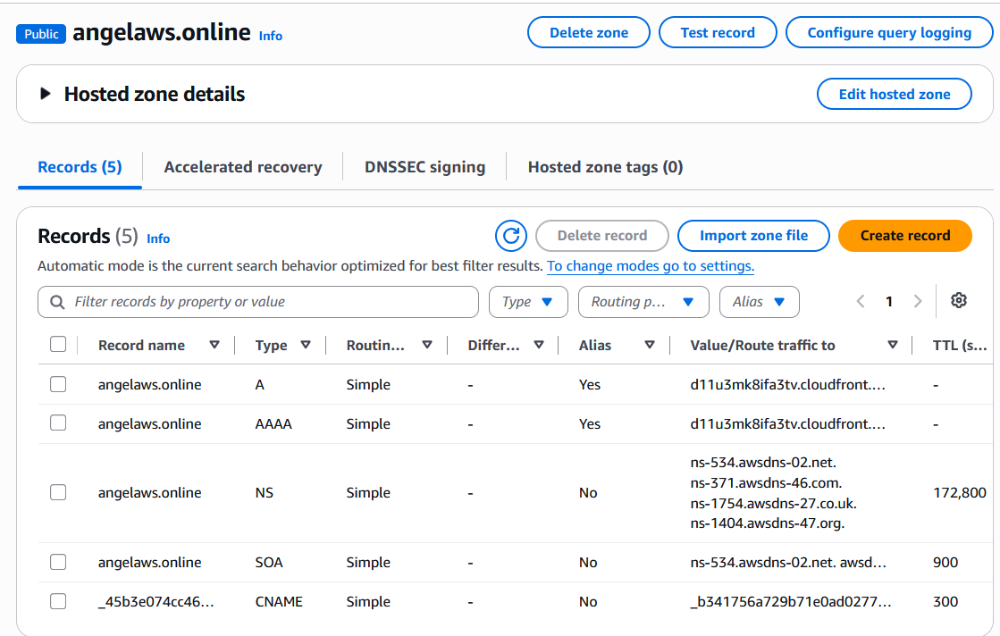 Public angelaws.online Info Delete zone Test record Configure query logging
Hosted zone details Edit hosted zone
Records (5) Accelerated recovery DNSSEC signing Hosted zone tags (0)
Records (5) Info Delete record Import zone file Create record
Automatic mode is the current search behavior optimized for best filter results. To change modes go to settings.
Filter records by property or value Type Routing p... Alias 1
Record name Type Routin... Differ... Alias Value/Route traffic to TTL (s...
angelaws.online A Simple - Yes d11u3mk8ifa3tv.cloudfront.... -
angelaws.online AAAA Simple - Yes d11u3mk8ifa3tv.cloudfront.... -
ns-534.awsdns-02.net.
ns-371.awsdns-46.com.
angelaws.online NS Simple - No 172,800
ns-1754.awsdns-27.co.uk.
ns-1404.awsdns-47.org.
angelaws.online SOA Simple - No ns-534.awsdns-02.net. awsd... 900
_45b3e074cc46... CNAME Simple - No _b341756a729b71e0ad0277... 300